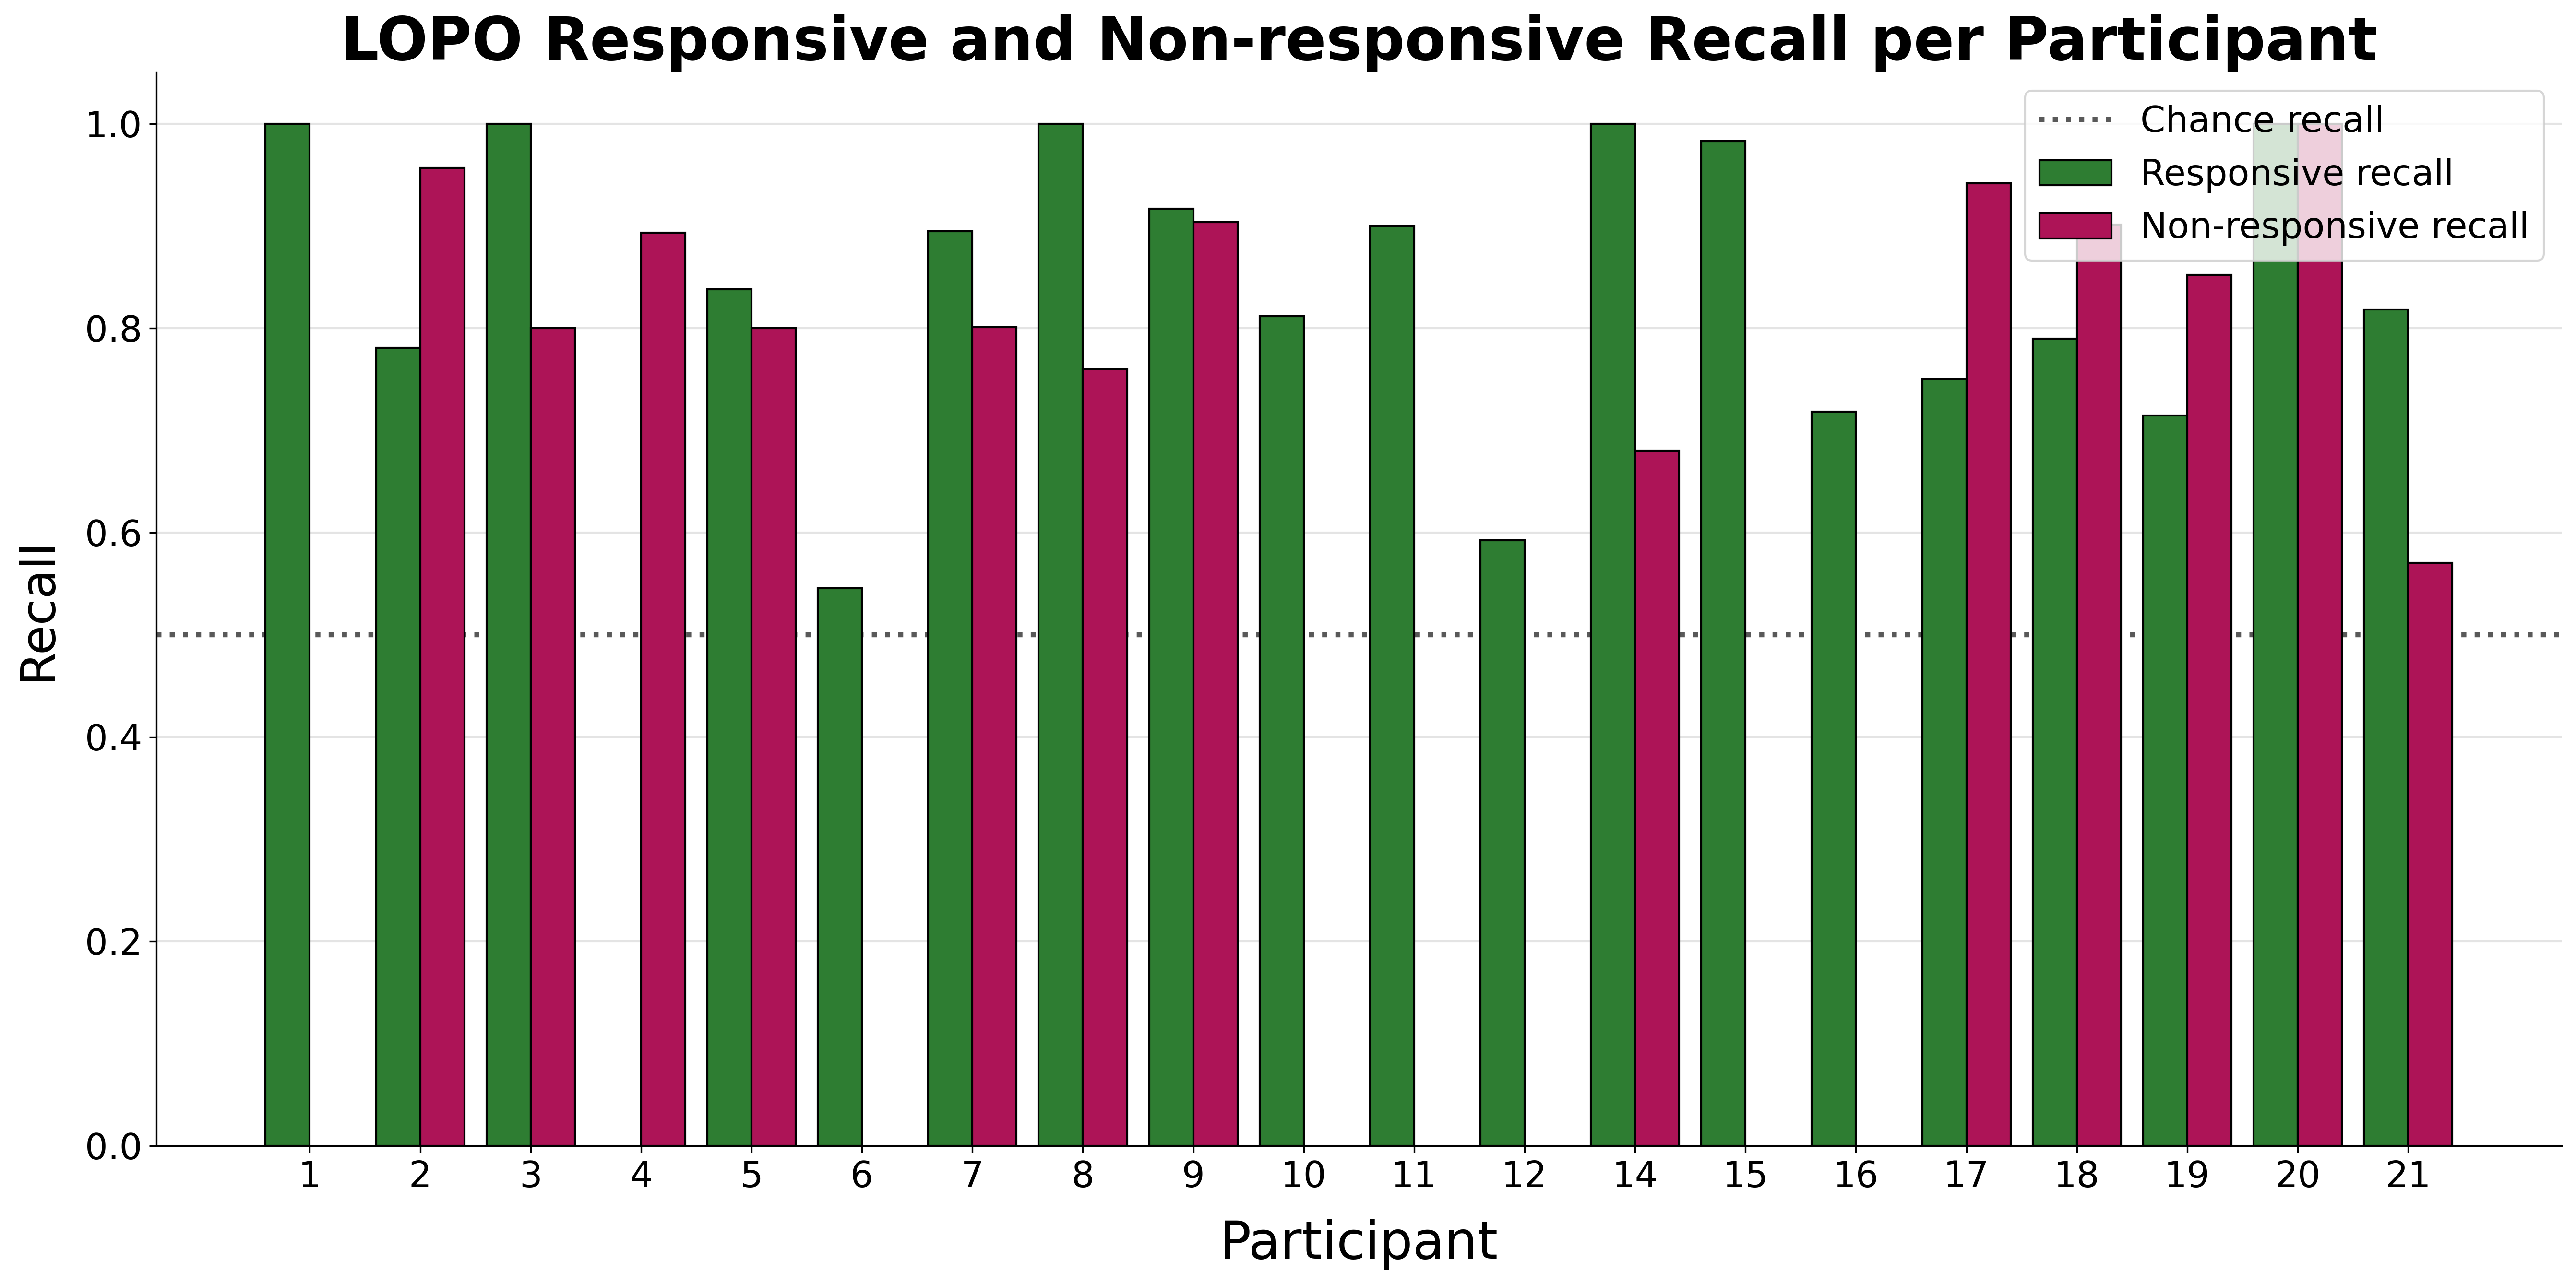 LOPO Responsive and Non-responsive Recall per Participant
Chance recall
Responsive recall
Non-responsive recall
1.0
0.8
0.6
0.4
0.2
0.0
Recall
1 2 3 4 5 6 7 8 9 10 11 12 14 15 16 17 18 19 20 21
Participant